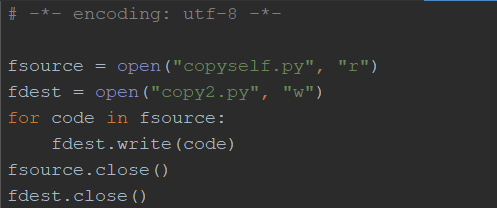 # -*- encoding: utf-8 -*-
fsource = open("copyself.py", "r")
fdest = open("copy2.py", "w")
for code in fsource:
    fdest.write(code)
fsource.close()
fdest.close()